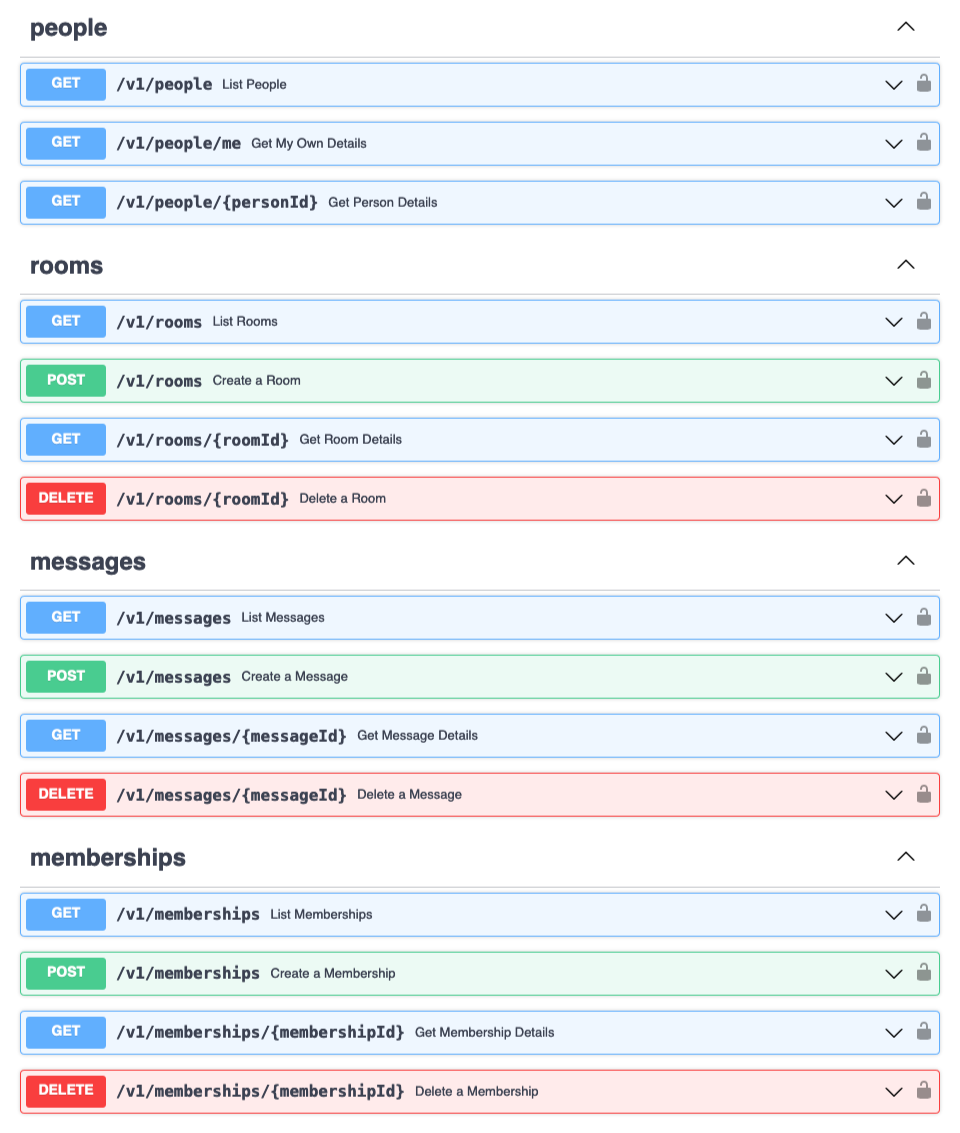 people
GET /v1/people List People
GET /v1/people/me Get My Own Details
GET /v1/people/{personId} Get Person Details
rooms
GET /v1/rooms List Rooms
POST /v1/rooms Create a Room
GET /v1/rooms/{roomId} Get Room Details
DELETE /v1/rooms/{roomId} Delete a Room
messages
GET /v1/messages List Messages
POST /v1/messages Create a Message
GET /v1/messages/{messageId} Get Message Details
DELETE /v1/messages/{messageId} Delete a Message
memberships
GET /v1/memberships List Memberships
POST /v1/memberships Create a Membership
GET /v1/memberships/{membershipId} Get Membership Details
DELETE /v1/memberships/{membershipId} Delete a Membership